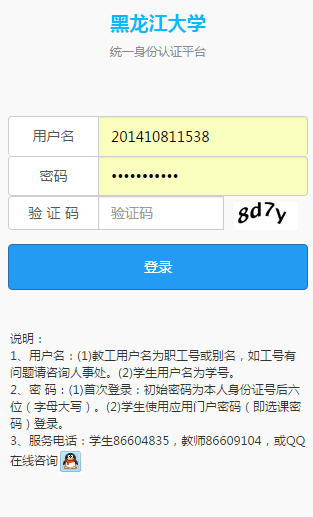 黑龙江大学
统一身份认证平台
用户名 201410811538
密码 •••••••••••
验 证 码 验证码 8d7y
登录
说明：
1、用户名：(1)教工用户名为职工号或别名，如工号有
问题请咨询人事处。(2)学生用户名为学号。
2、密 码：(1)首次登录：初始密码为本人身份证号后六
位（字母大写）。(2)学生使用应用门户密码（即选课密
码）登录。
3、服务电话：学生86604835，教师86609104，或QQ
在线咨询